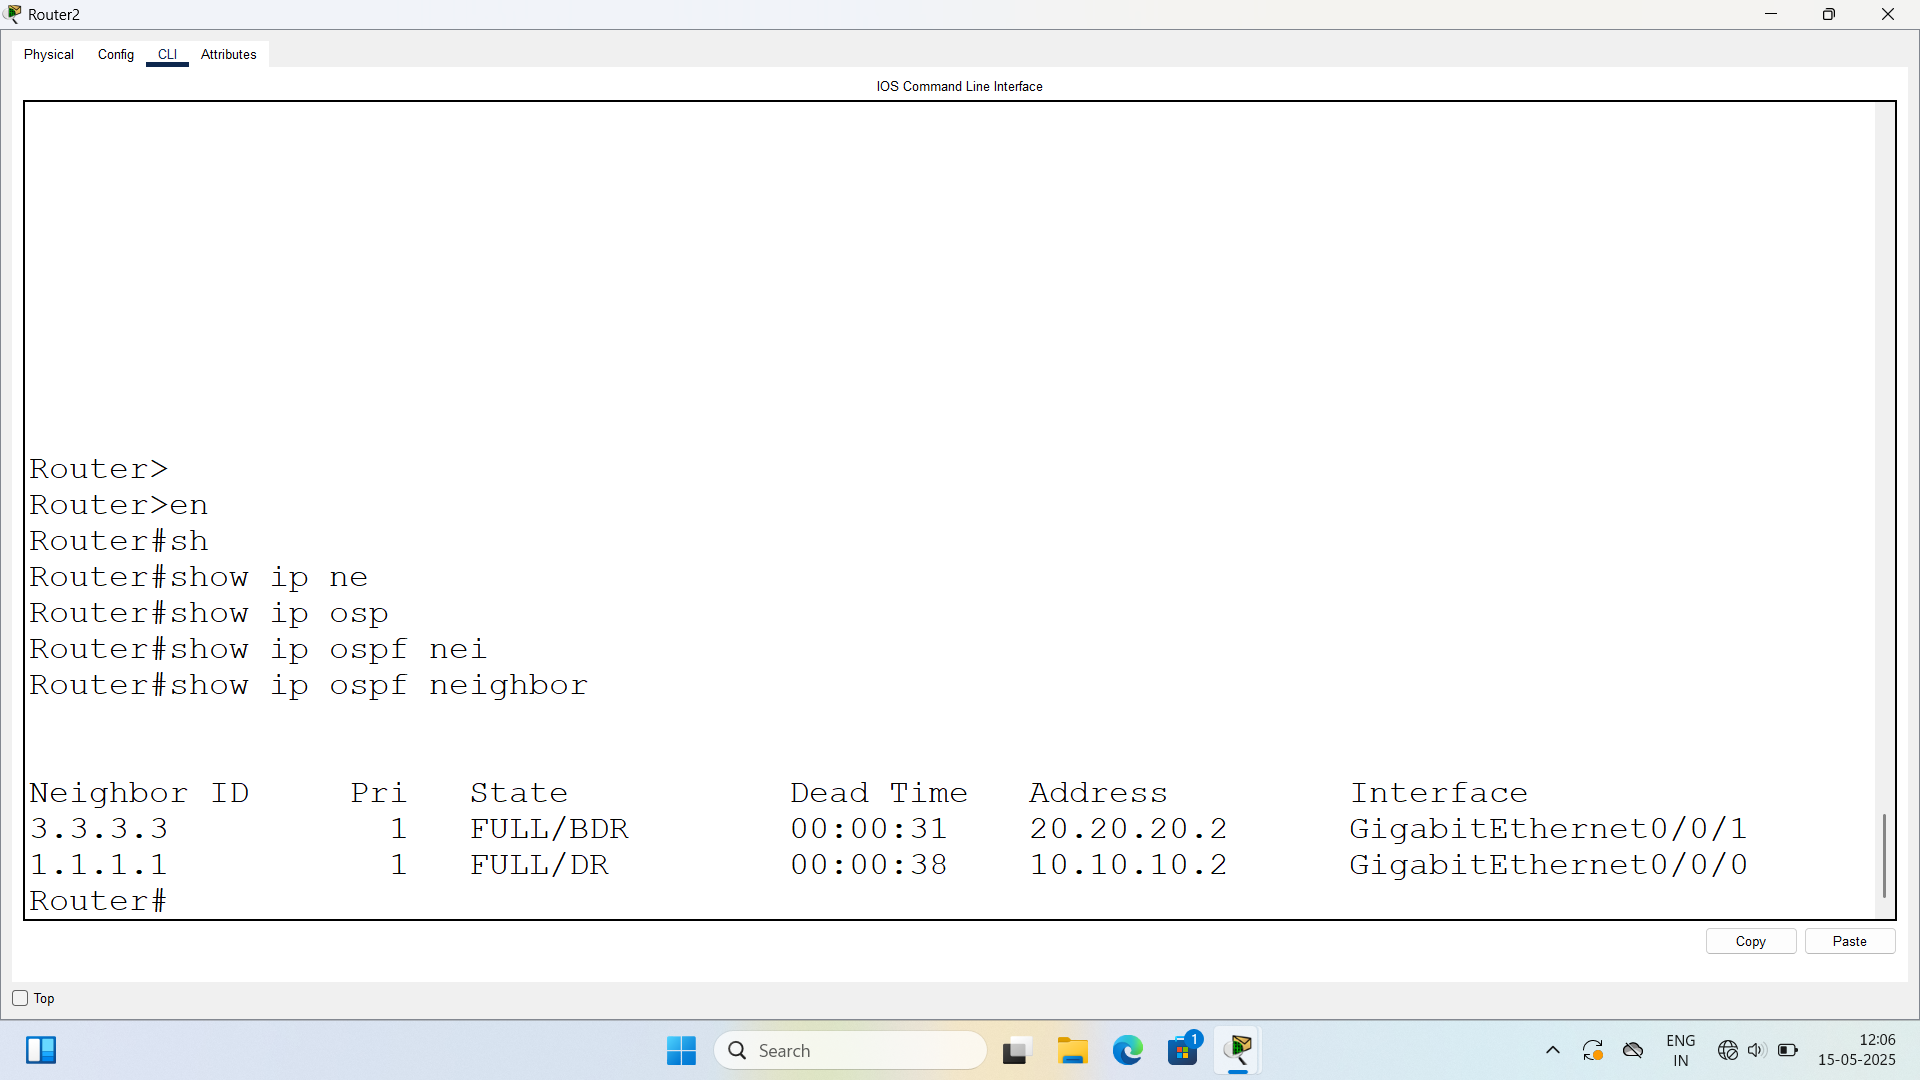 Router2
Physical Config CLI Attributes
IOS Command Line Interface
Router>
Router>en
Router#sh
Router#show ip ne
Router#show ip osp
Router#show ip ospf nei
Router#show ip ospf neighbor
Neighbor ID Pri State Dead Time Address Interface
3.3.3.3 1 FULL/BDR 00:00:31 20.20.20.2 GigabitEthernet0/0/1
1.1.1.1 1 FULL/DR 00:00:38 10.10.10.2 GigabitEthernet0/0/0
Router#
Copy Paste
Top
Search
1
ENG
IN
12:06
15-05-2025